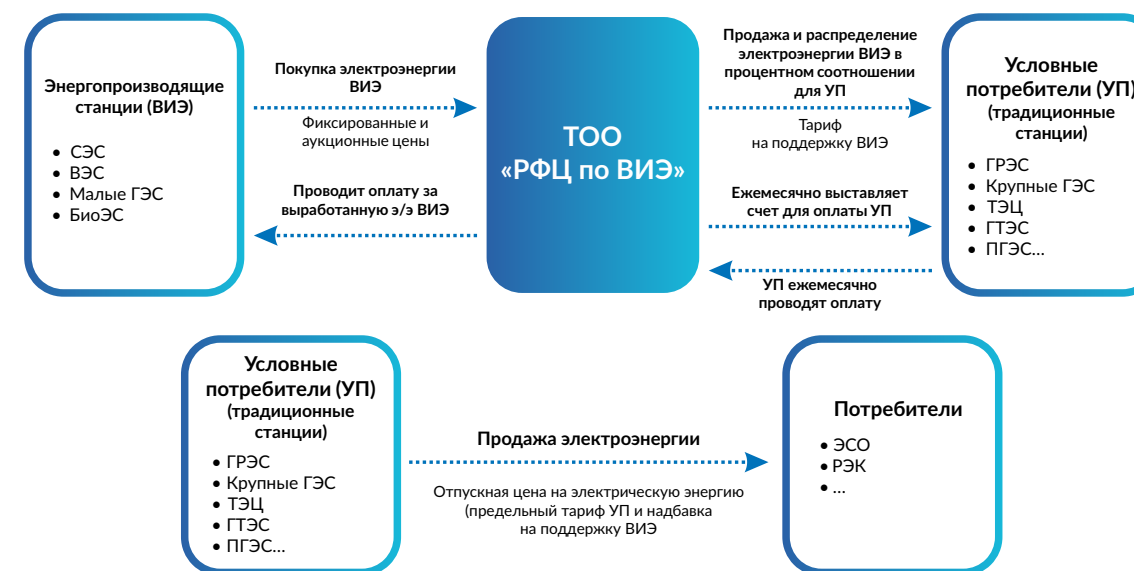 Энергопроизводящие
станции (ВИЭ)
• СЭС
• ВЭС
• Малые ГЭС
• БиоЭС
Покупка электроэнергии
ВИЭ
Фиксированные и
аукционные цены
Проводит оплату за
выработанную э/э ВИЭ
ТОО
«РФЦ по ВИЭ»
Продажа и распределение
электроэнергии ВИЭ в
процентном соотношении
для УП
Тариф
на поддержку ВИЭ
Ежемесячно выставляет
счет для оплаты УП
УП ежемесячно
проводят оплату
Условные
потребители (УП)
(традиционные
станции)
• ГРЭС
• Крупные ГЭС
• ТЭЦ
• ГТЭС
• ПГЭС...
Условные
потребители (УП)
(традиционные
станции)
• ГРЭС
• Крупные ГЭС
• ТЭЦ
• ГТЭС
• ПГЭС...
Продажа электроэнергии
Отпускная цена на электрическую энергию
(предельный тариф УП и надбавка
на поддержку ВИЭ
Потребители
• ЭСО
• РЭК
• ...